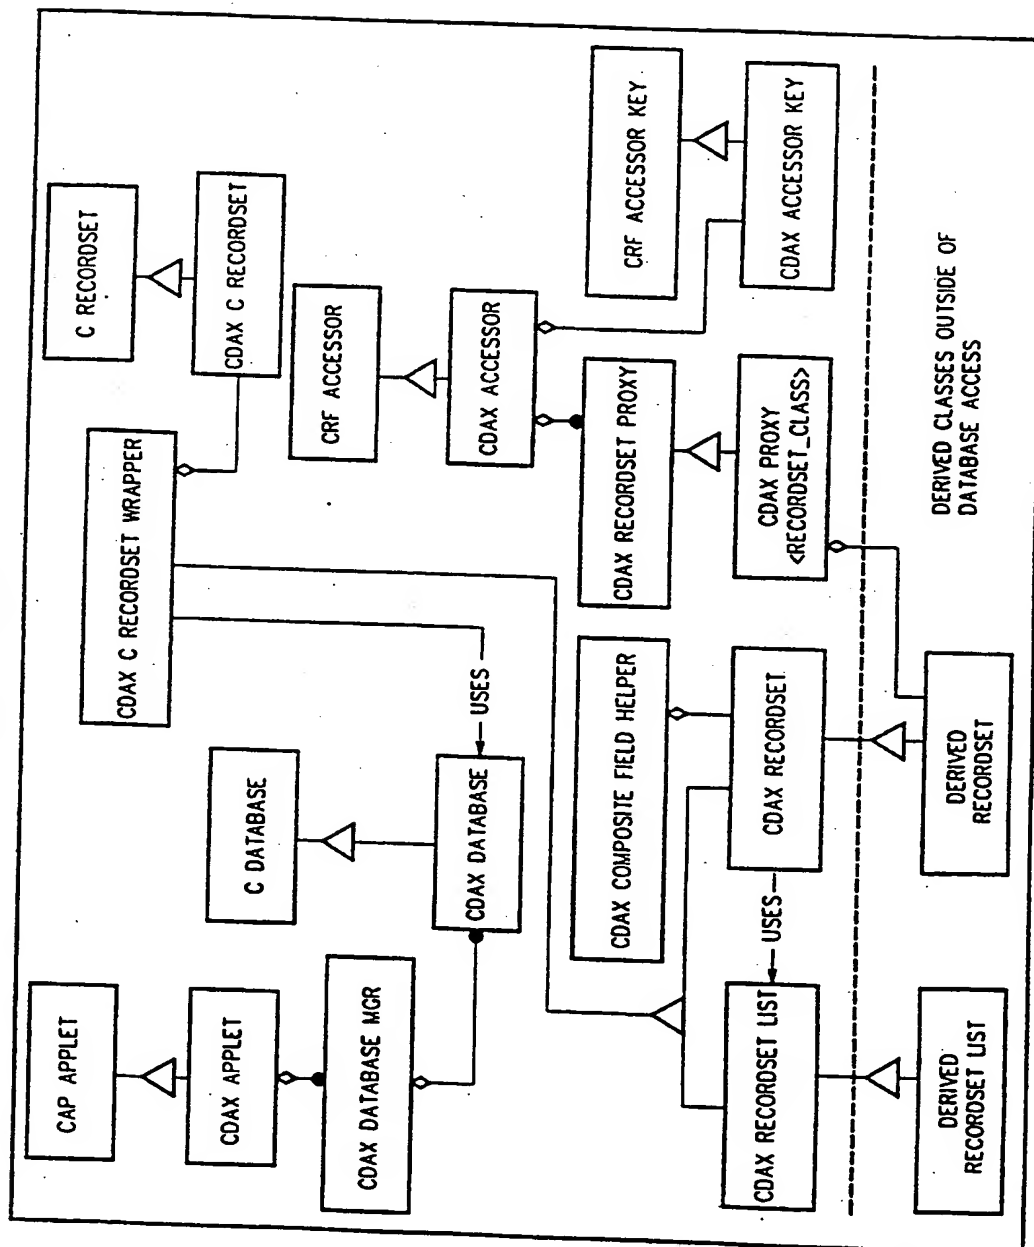 CAP APPLET
CDAX APPLET
CDAX DATABASE MGR
C DATABASE
CDAX DATABASE
USES
CDAX C RECORDSET WRAPPER
C RECORDSET
CDAX C RECORDSET
CRF ACCESSOR
CDAX ACCESSOR
CDAX COMPOSITE FIELD HELPER
CDAX RECORDSET PROXY
CRF ACCESSOR KEY
CDAX RECORDSET LIST
USES
CDAX RECORDSET
CDAX PROXY
<RECORDSET_CLASS>
CDAX ACCESSOR KEY
DERIVED
RECORDSET LIST
DERIVED
RECORDSET
DERIVED CLASSES OUTSIDE OF
DATABASE ACCESS